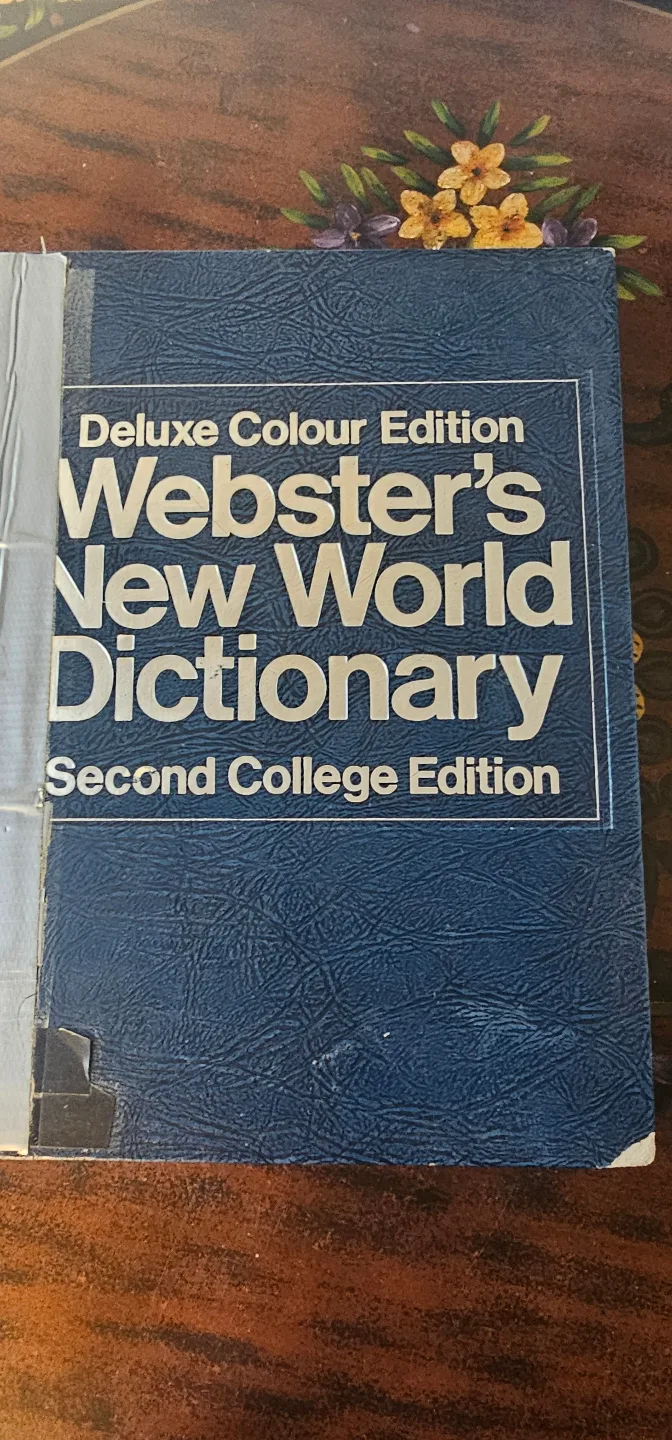 Deluxe Colour Edition
Webster's
New World
Dictionary
Second College Edition